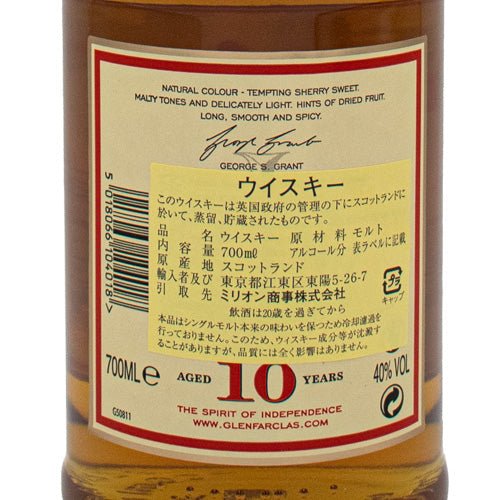 NATURAL COLOUR - TEMPTING SHERRY SWEET.
MALTY TONES AND DELICATELY LIGHT. HINTS OF DRIED FRUIT.
LONG, SMOOTH AND SPICY.
George S. Grant
GEORGE S. GRANT
ウイスキー
このウイスキーは英国政府の管理の下にスコットランドに
於いて、蒸留、貯蔵されたものです。
品名 ウイスキー 原材料 モルト
内容量 700㎖ アルコール分 表ラベルに記載
原産地 スコットランド
輸入者及び 東京都江東区東陽5-26-7
引取先 ミリオン商事株式会社
飲酒は20歳を過ぎてから
本品はシングルモルト本来の味わいを保つため冷却濾過を
行っておりません。このため、ウィスキー成分等が沈澱す
ることがありますが、品質には全く影響はありません。
プラ
キャップ
5 018066 104018 >
700ML e
AGED 10 YEARS
40% VOL
THE SPIRIT OF INDEPENDENCE
WWW.GLENFARCLAS.COM
G50811